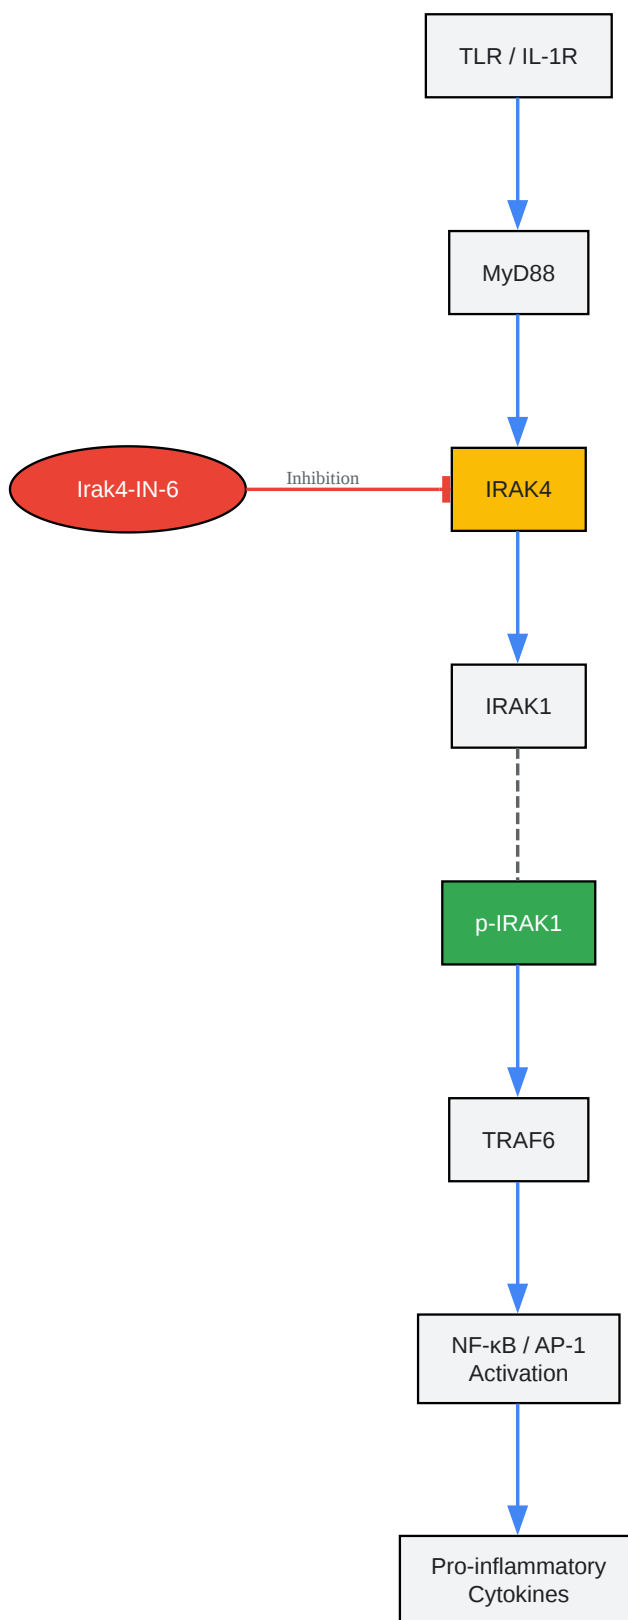 TLR / IL-1R
MyD88
Irak4-IN-6
Inhibition
IRAK4
IRAK1
p-IRAK1
TRAF6
NF-κB / AP-1
Activation
Pro-inflammatory
Cytokines